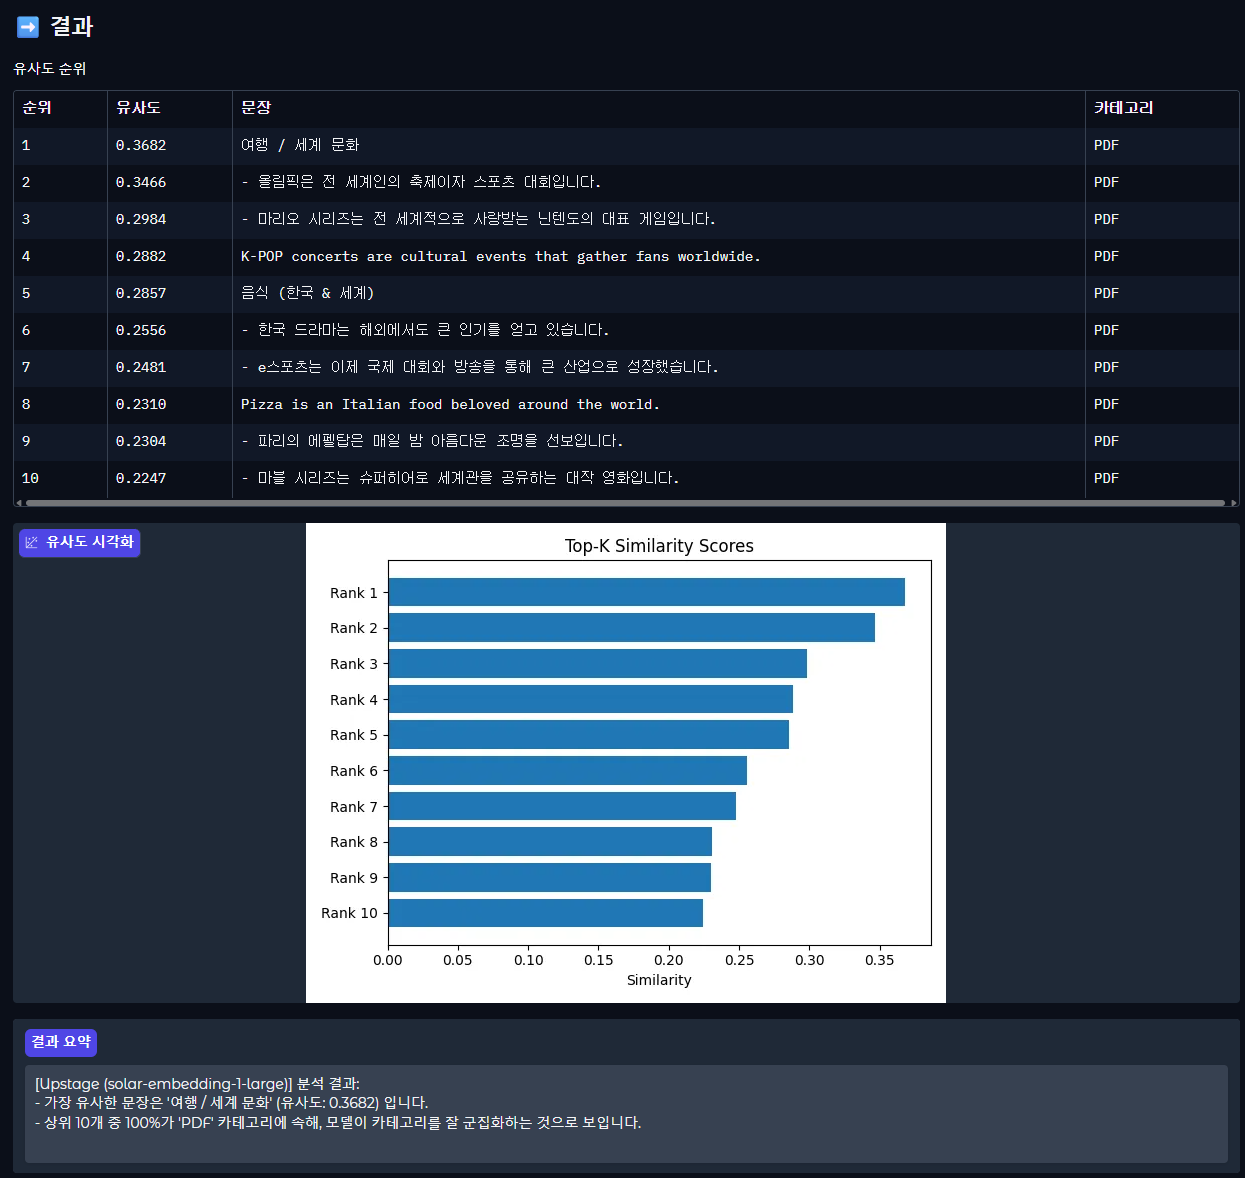 ➡️ 결과
유사도 순위
순위 유사도 문장 카테고리
1 0.3682 여행 / 세계 문화 PDF
2 0.3466 - 올림픽은 전 세계인의 축제이자 스포츠 대회입니다. PDF
3 0.2984 - 마리오 시리즈는 전 세계적으로 사랑받는 닌텐도의 대표 게임입니다. PDF
4 0.2882 K-POP concerts are cultural events that gather fans worldwide. PDF
5 0.2857 음식 (한국 & 세계) PDF
6 0.2556 - 한국 드라마는 해외에서도 큰 인기를 얻고 있습니다. PDF
7 0.2481 - e스포츠는 이제 국제 대회와 방송을 통해 큰 산업으로 성장했습니다. PDF
8 0.2310 Pizza is an Italian food beloved around the world. PDF
9 0.2304 - 파리의 에펠탑은 매일 밤 아름다운 조명을 선보입니다. PDF
10 0.2247 - 마블 시리즈는 슈퍼히어로 세계관을 공유하는 대작 영화입니다. PDF
유사도 시각화
Top-K Similarity Scores
Rank 1
Rank 2
Rank 3
Rank 4
Rank 5
Rank 6
Rank 7
Rank 8
Rank 9
Rank 10
0.00 0.05 0.10 0.15 0.20 0.25 0.30 0.35
Similarity
결과 요약
[Upstage (solar-embedding-1-large)] 분석 결과:
- 가장 유사한 문장은 '여행 / 세계 문화' (유사도: 0.3682) 입니다.
- 상위 10개 중 100%가 'PDF' 카테고리에 속해, 모델이 카테고리를 잘 군집화하는 것으로 보입니다.